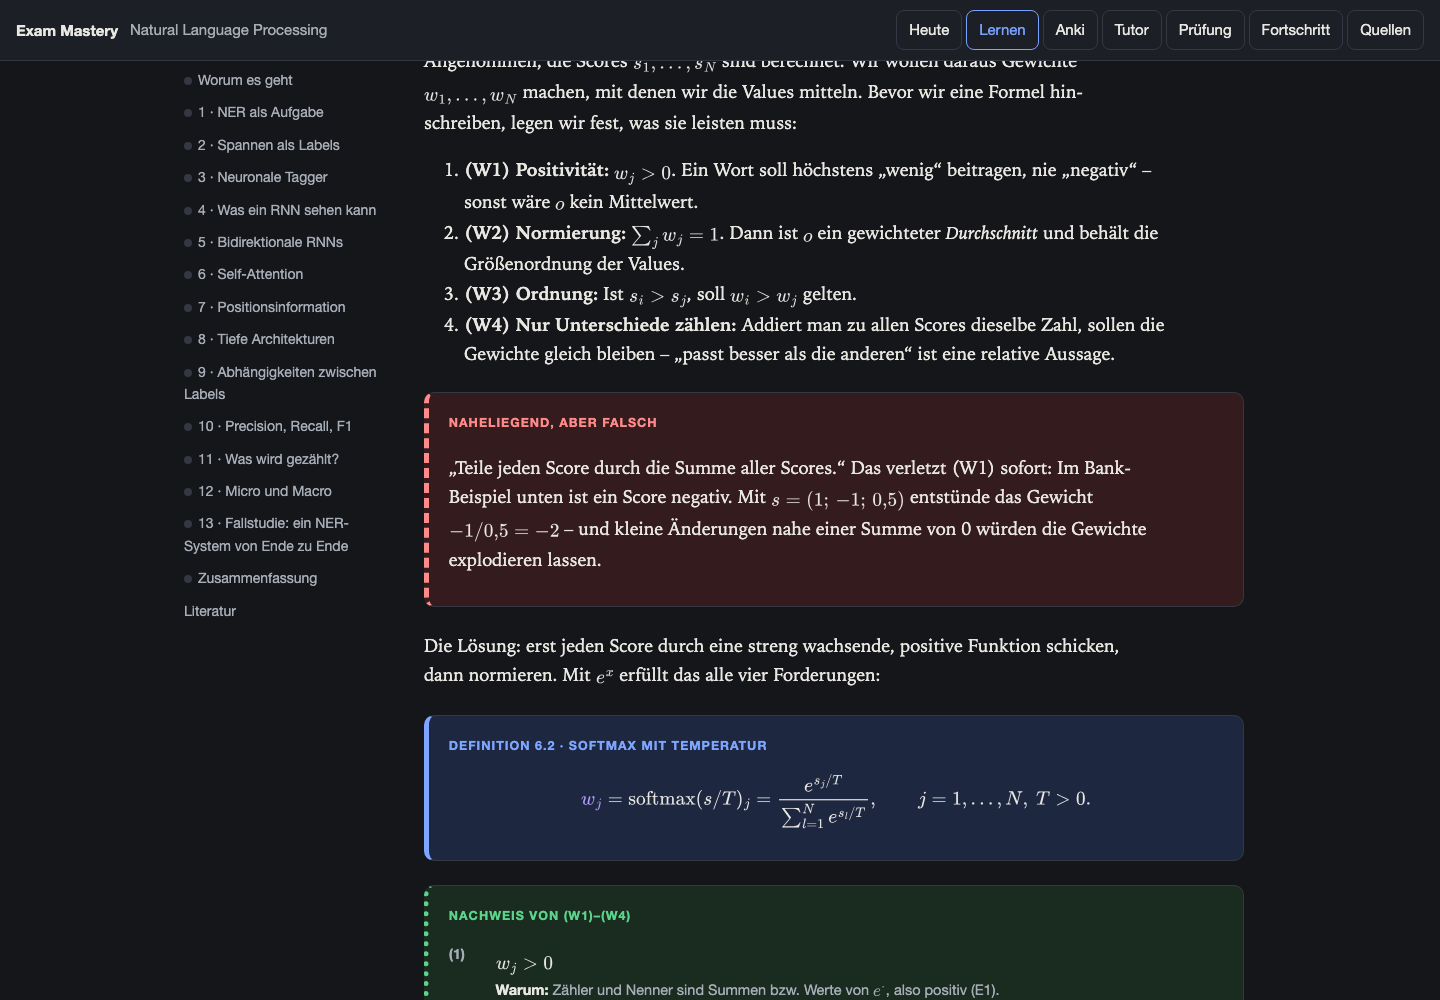 Exam Mastery Natural Language Processing
Heute Lernen Anki Tutor Prüfung Fortschritt Quellen
Worum es geht
1 · NER als Aufgabe
2 · Spannen als Labels
3 · Neuronale Tagger
4 · Was ein RNN sehen kann
5 · Bidirektionale RNNs
6 · Self-Attention
7 · Positionsinformation
8 · Tiefe Architekturen
9 · Abhängigkeiten zwischen
Labels
10 · Precision, Recall, F1
11 · Was wird gezählt?
12 · Micro und Macro
13 · Fallstudie: ein NER-
System von Ende zu Ende
Zusammenfassung
Literatur
Angenommen, die Scores s₁, . . . , s_N sind berechnet. Wir wollen daraus Gewichte
w₁, . . . , w_N machen, mit denen wir die Values mitteln. Bevor wir eine Formel hin-
schreiben, legen wir fest, was sie leisten muss:
1. (W1) Positivität: w_j > 0. Ein Wort soll höchstens „wenig“ beitragen, nie „negativ“ –
sonst wäre o kein Mittelwert.
2. (W2) Normierung: ∑_j w_j = 1. Dann ist o ein gewichteter Durchschnitt und behält die
Größenordnung der Values.
3. (W3) Ordnung: Ist s_i > s_j, soll w_i > w_j gelten.
4. (W4) Nur Unterschiede zählen: Addiert man zu allen Scores dieselbe Zahl, sollen die
Gewichte gleich bleiben – „passt besser als die anderen“ ist eine relative Aussage.
NAHELIEGEND, ABER FALSCH
„Teile jeden Score durch die Summe aller Scores.“ Das verletzt (W1) sofort: Im Bank-
Beispiel unten ist ein Score negativ. Mit s = (1; −1; 0,5) entstünde das Gewicht
−1/0,5 = −2 – und kleine Änderungen nahe einer Summe von 0 würden die Gewichte
explodieren lassen.
Die Lösung: erst jeden Score durch eine streng wachsende, positive Funktion schicken,
dann normieren. Mit e^x erfüllt das alle vier Forderungen:
DEFINITION 6.2 · SOFTMAX MIT TEMPERATUR
w_j = softmax(s/T)_j = e^{s_j/T} / ∑_{l=1}^N e^{s_l/T}, j = 1, . . . , N, T > 0.
NACHWEIS VON (W1)–(W4)
(1) w_j > 0
Warum: Zähler und Nenner sind Summen bzw. Werte von e^·, also positiv (E1).